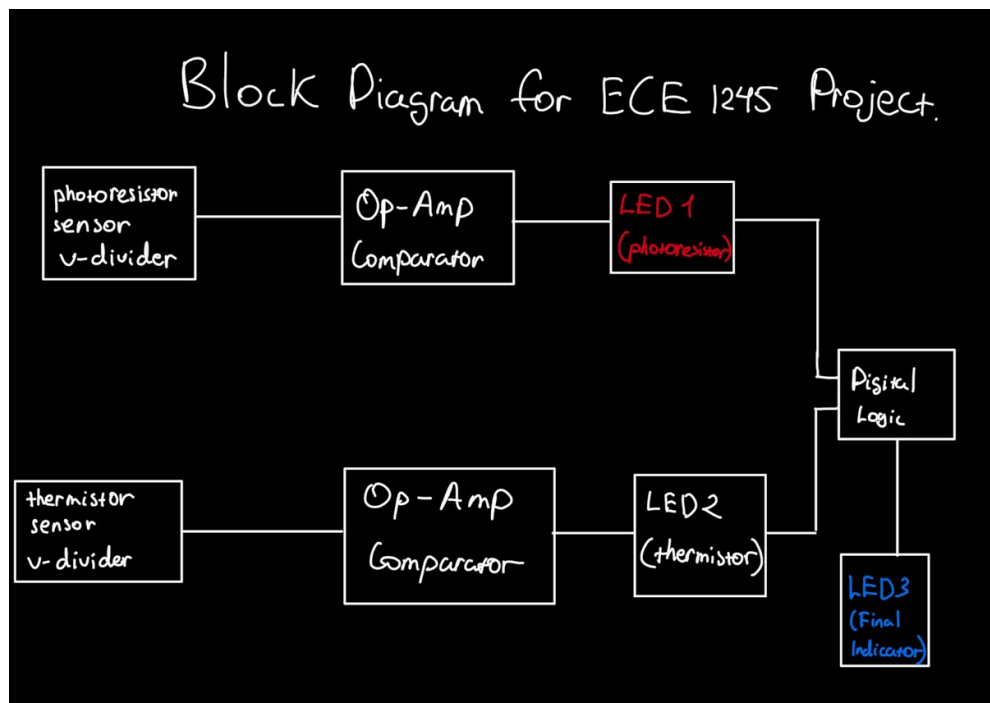 Block Diagram for ECE 1245 Project.
photoresistor
sensor
v-divider
Op-Amp
Comparator
LED 1
(photoresistor)
Digital
Logic
thermistor
sensor
v-divider
Op-Amp
Comparator
LED2
(thermistor)
LED3
(Final
Indicator)